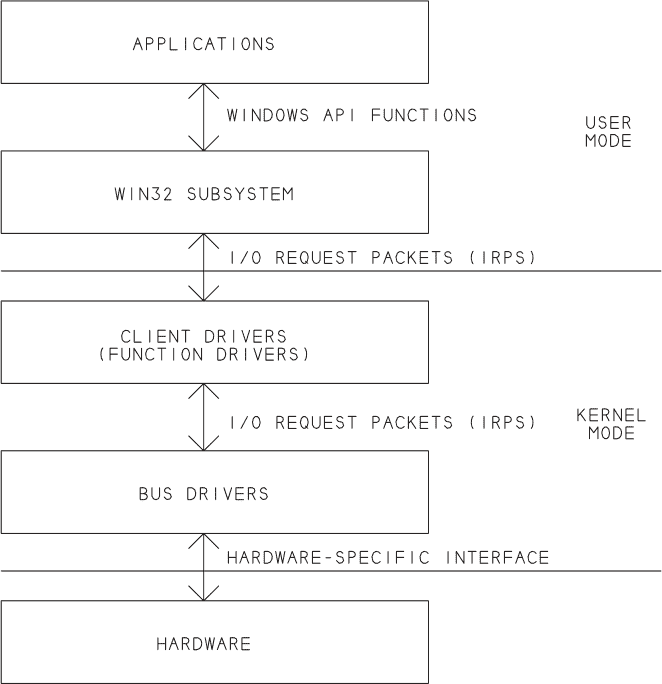 APPLICATIONS
WINDOWS API FUNCTIONS
USER
MODE
WIN32 SUBSYSTEM
I/O REQUEST PACKETS (IRPS)
CLIENT DRIVERS
(FUNCTION DRIVERS)
I/O REQUEST PACKETS (IRPS)
KERNEL
MODE
BUS DRIVERS
HARDWARE-SPECIFIC INTERFACE
HARDWARE